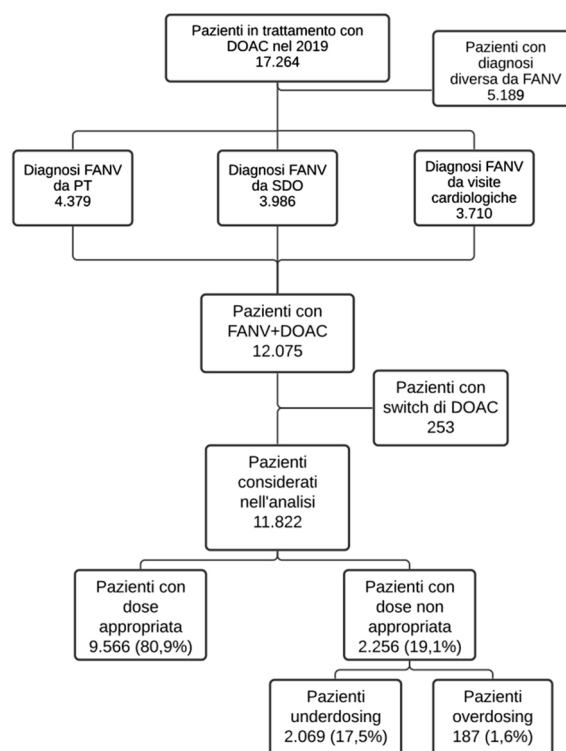 Pazienti in trattamento con
DOAC nel 2019
17.264
Pazienti con
diagnosi
diversa da FANV
5.189
Diagnosi FANV
da PT
4.379
Diagnosi FANV
da SDO
3.986
Diagnosi FANV
da visite
cardiologiche
3.710
Pazienti con
FANV+DOAC
12.075
Pazienti con
switch di DOAC
253
Pazienti
considerati
nell'analisi
11.822
Pazienti con
dose
appropriata
9.566 (80,9%)
Pazienti con
dose non
appropriata
2.256 (19,1%)
Pazienti
underdosing
2.069 (17,5%)
Pazienti
overdosing
187 (1,6%)